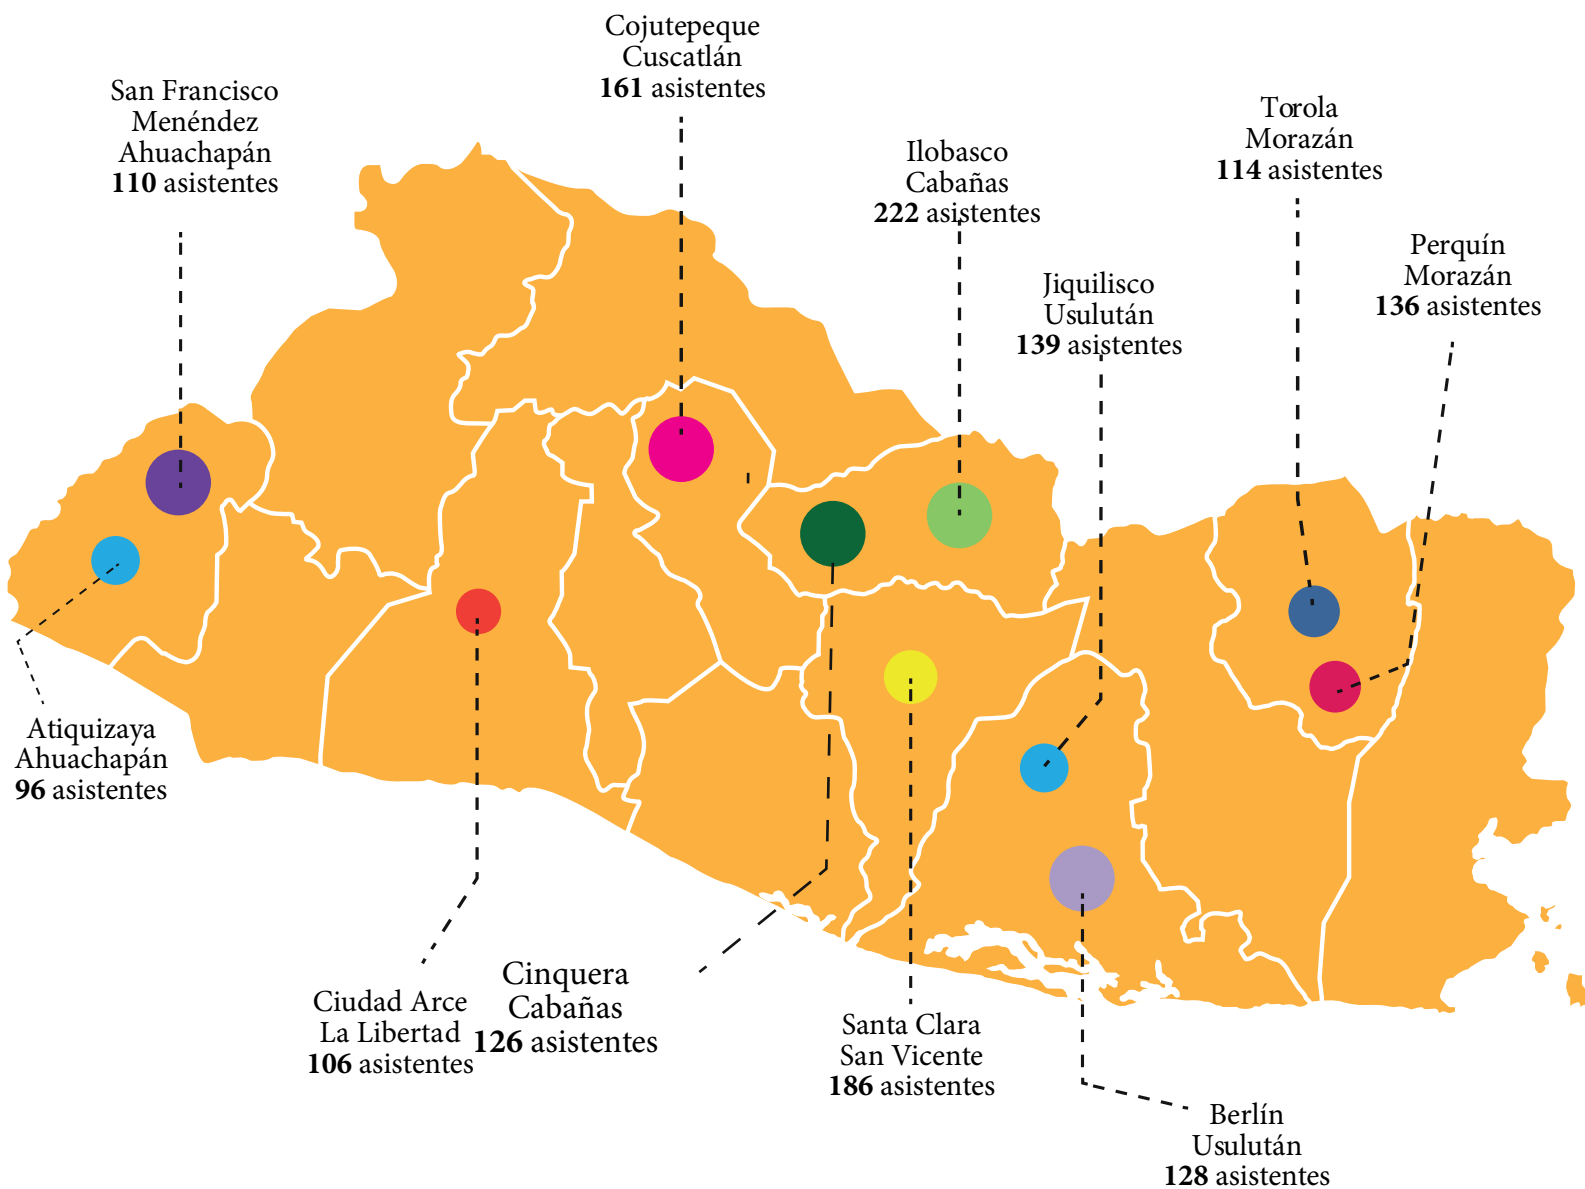 Cojutepeque
Cuscatlán
161 asistentes
San Francisco
Menéndez
Ahuachapán
110 asistentes
Torola
Morazán
114 asistentes
Ilobasco
Cabañas
222 asistentes
Perquín
Morazán
136 asistentes
Jiquilisco
Usulután
139 asistentes
Atiquizaya
Ahuachapán
96 asistentes
Ciudad Arce
La Libertad
106 asistentes
Cinquera
Cabañas
126 asistentes
Santa Clara
San Vicente
186 asistentes
Berlín
Usulután
128 asistentes